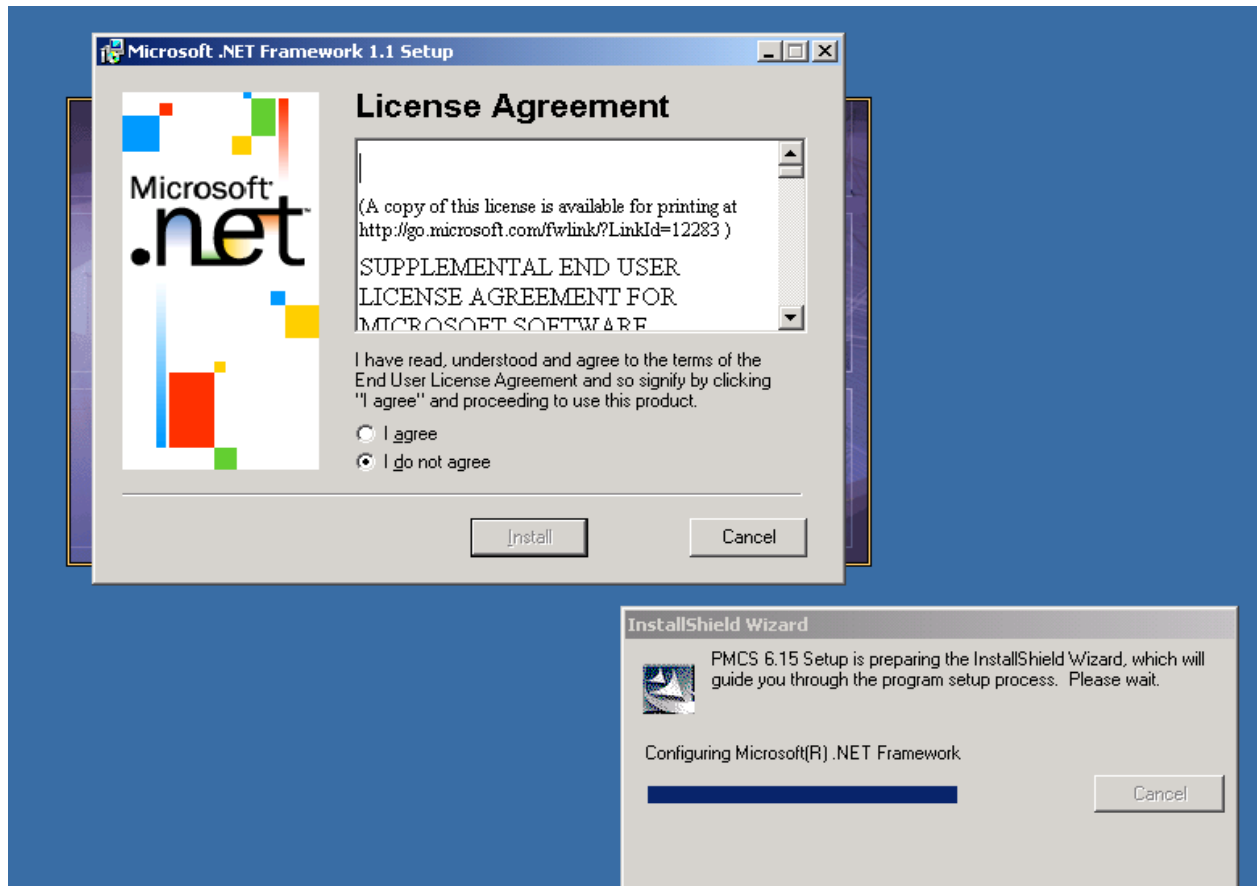 Microsoft .NET Framework 1.1 Setup
Microsoft
.net
License Agreement
(A copy of this license is available for printing at
http://go.microsoft.com/fwlink/?LinkId=12283 )
SUPPLEMENTAL END USER
LICENSE AGREEMENT FOR
MICROSOFT SOFTWARE
I have read, understood and agree to the terms of the
End User License Agreement and so signify by clicking
"I agree" and proceeding to use this product.
I agree
I do not agree
Install
Cancel
InstallShield Wizard
PMCS 6.15 Setup is preparing the InstallShield Wizard, which will
guide you through the program setup process.  Please wait.
Configuring Microsoft(R) .NET Framework
Cancel